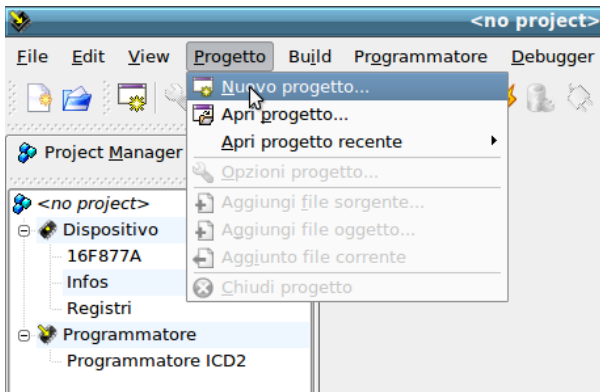 <no project>
File Edit View Progetto Build Programmatore Debugger
Nuovo progetto...
Apri progetto...
Apri progetto recente
Opzioni progetto...
Aggiungi file sorgente...
Aggiungi file oggetto...
Aggiunto file corrente
Chiudi progetto
Project Manager
<no project>
Dispositivo
16F877A
Infos
Registri
Programmatore
Programmatore ICD2